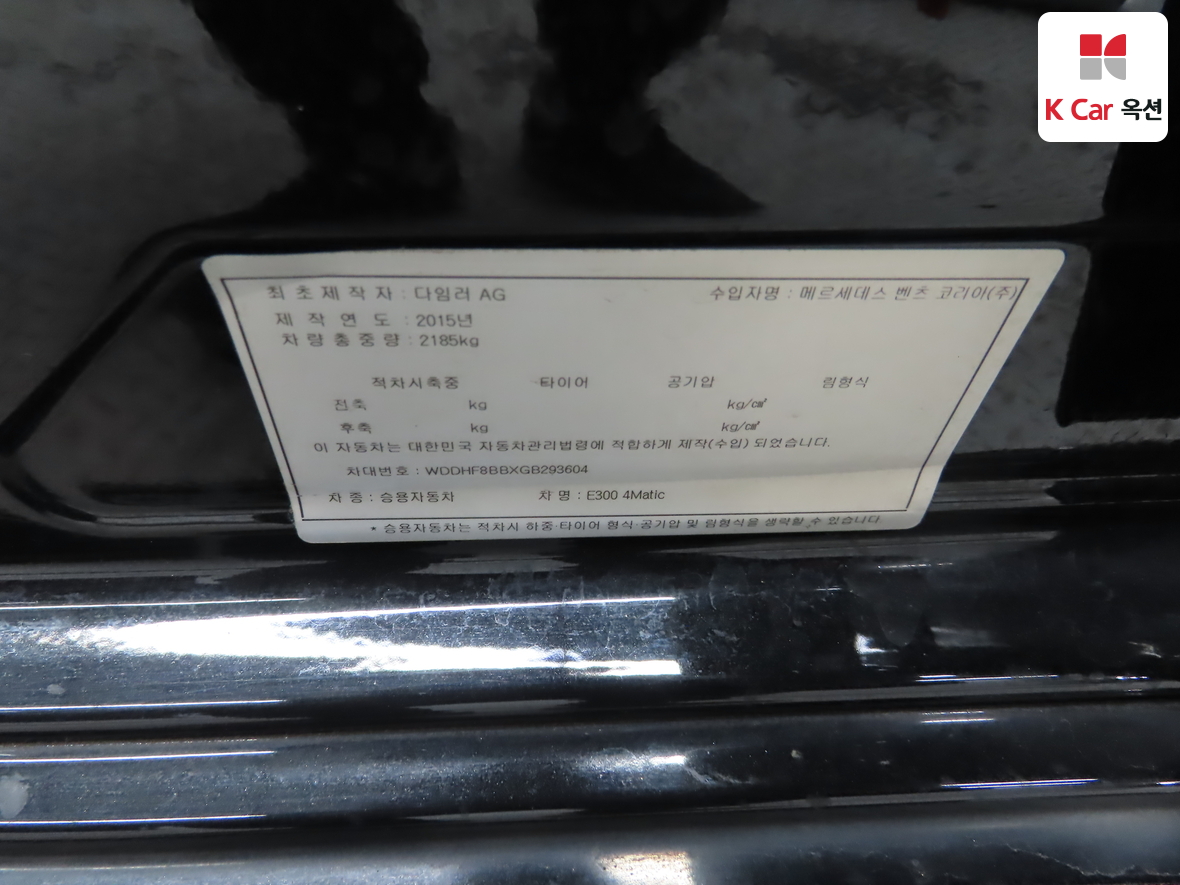 K Car 옥션
최초제작자 : 다임러 AG 수입자명 : 메르세데스 벤츠 코리아(주)
제작연도 : 2015년
차량총중량 : 2185kg
적차시축중 타이어 공기압 림형식
전축 kg kg/㎠
후축 kg kg/㎠
이 자동차는 대한민국 자동차관리법령에 적합하게 제작(수입) 되었습니다.
차대번호 : WDDHF8BBXGB293604
차종 : 승용자동차 차명 : E300 4Matic
* 승용자동차는 적차시 하중·타이어 형식·공기압 및 림형식을 생략할 수 있습니다